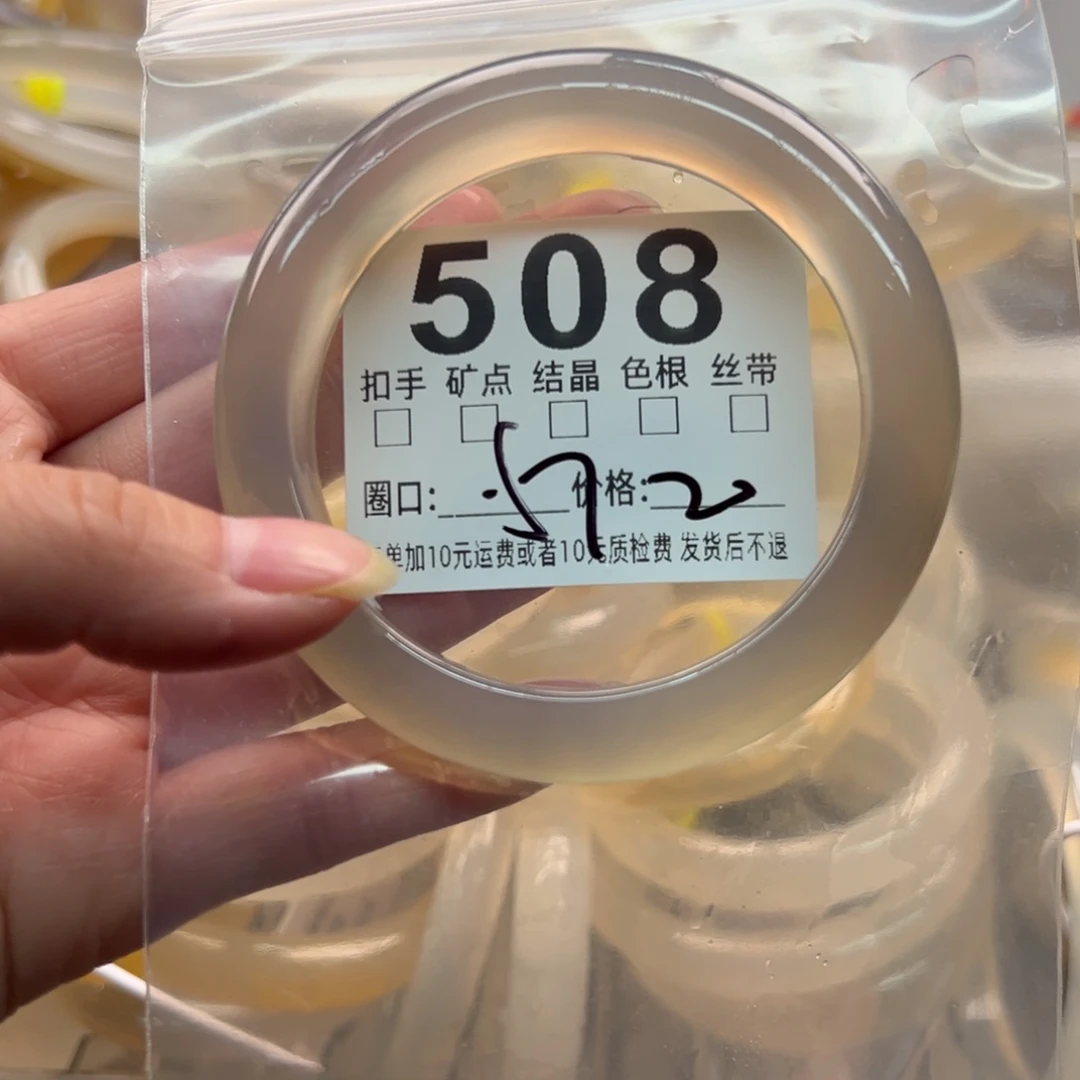 508
扣手 矿点 结晶 色根 丝带
圈口: 57 价格: 2
单加10元运费或者10元质检费 发货后不退